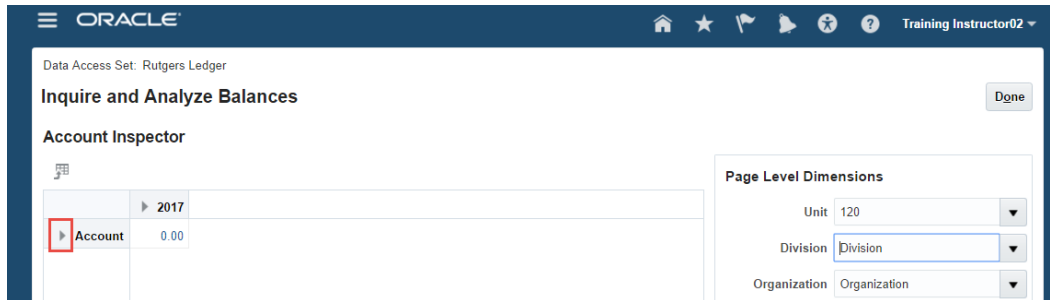 ORACLE
Training Instructor02
Data Access Set: Rutgers Ledger
Inquire and Analyze Balances
Done
Account Inspector
Page Level Dimensions
2017
Unit 120
Account 0.00
Division Division
Organization Organization